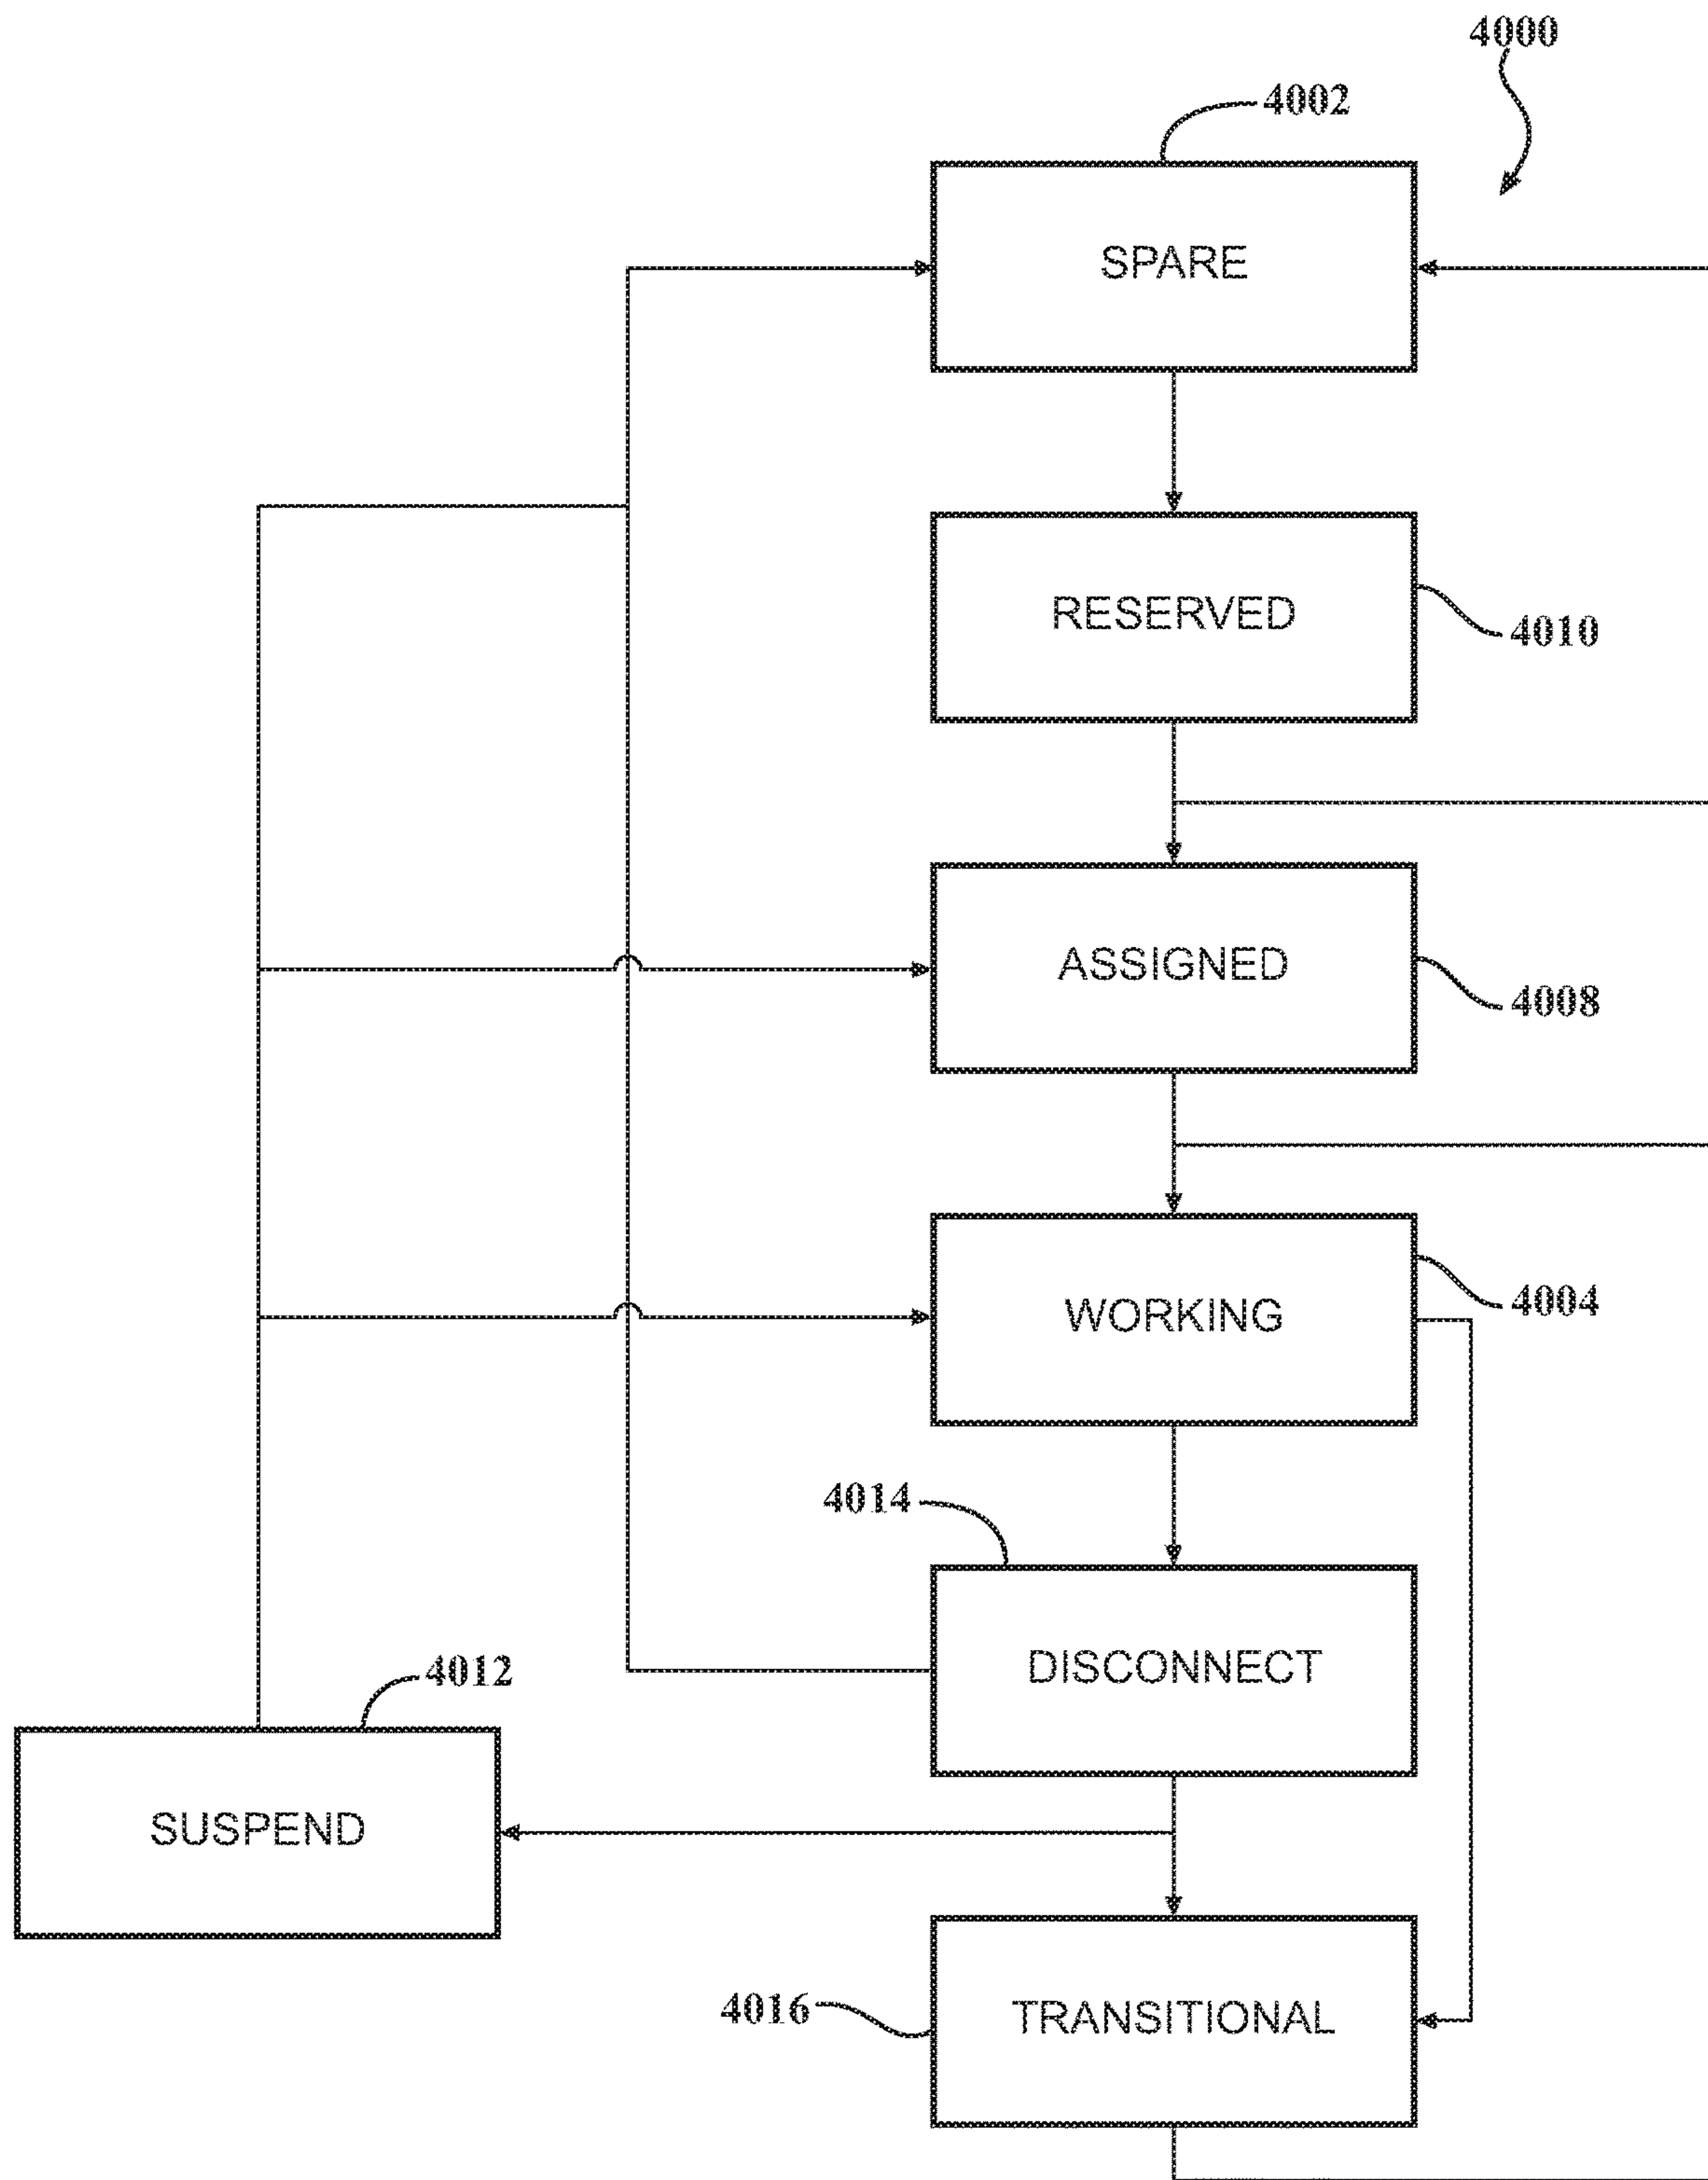 4000
4002
SPARE
RESERVED
4010
ASSIGNED
4008
WORKING
4004
4014
DISCONNECT
4012
SUSPEND
TRANSITIONAL
4016